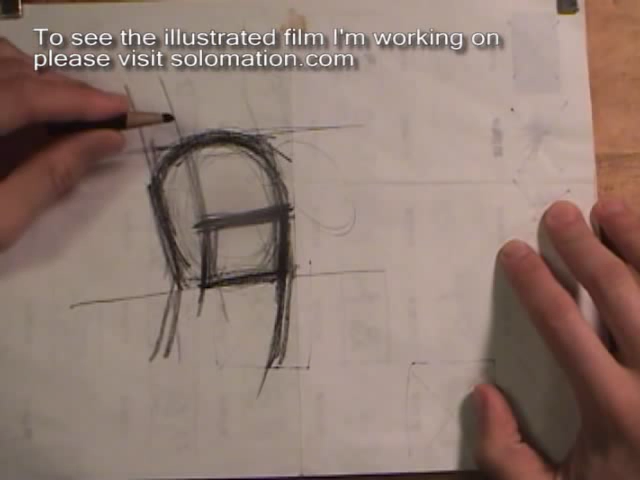 To see the illustrated film I'm working on
please visit solomation.com